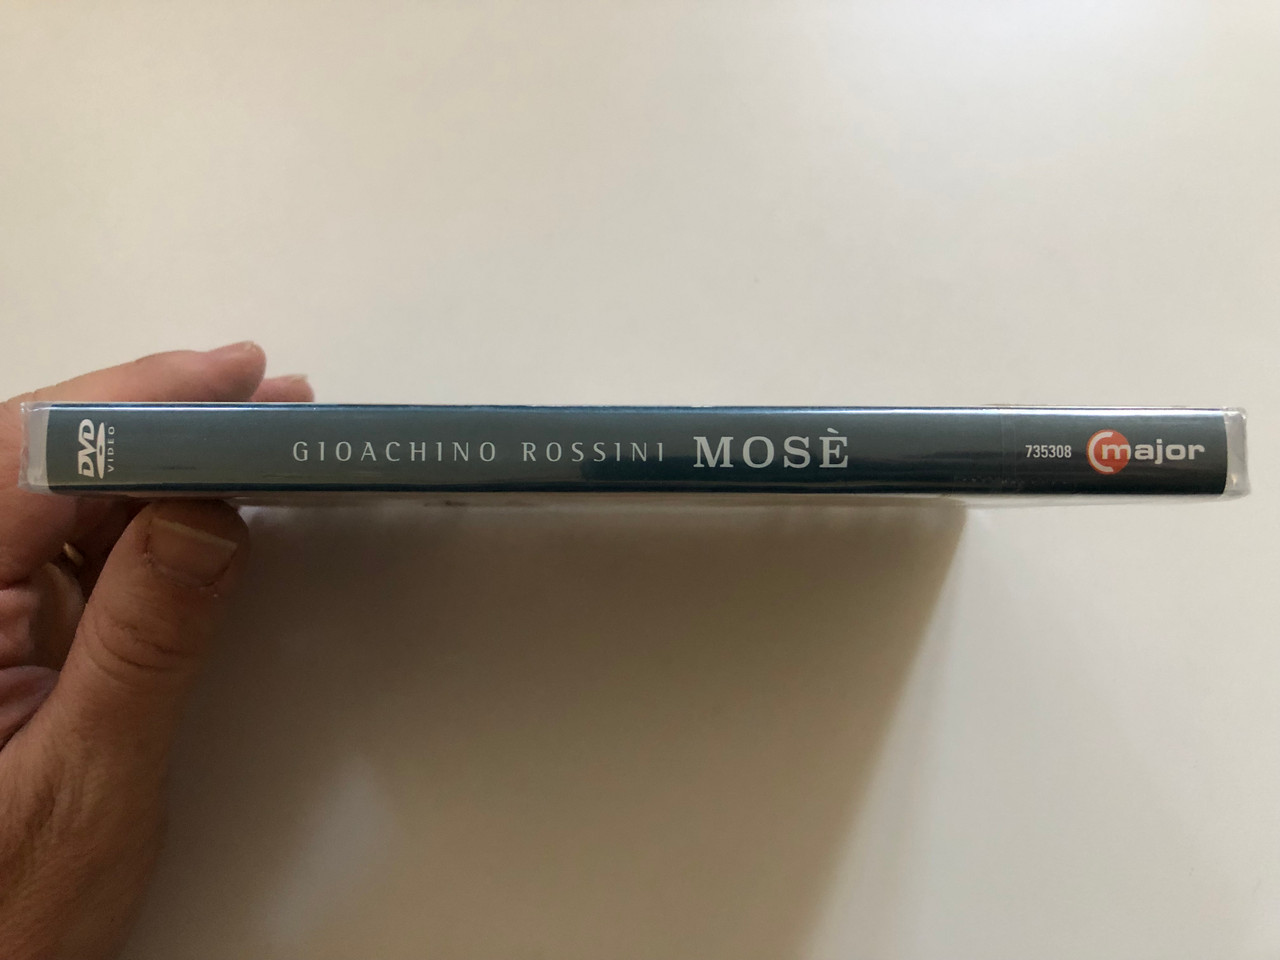 DVD
VIDEO
GIOACHINO ROSSINI MOSÈ
735308
C major